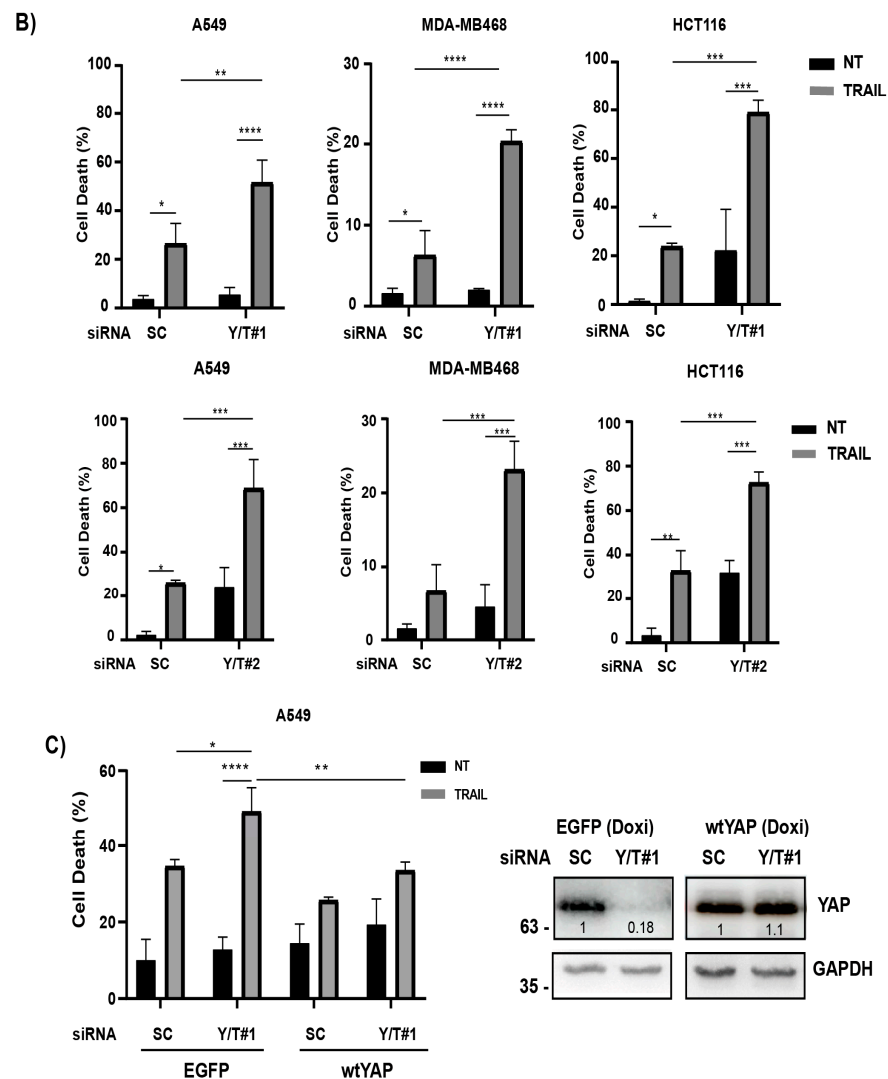 B)
A549
MDA-MB468
HCT116
NT
TRAIL
Cell Death (%)
100
80
60
40
20
0
**
*
****
siRNA SC Y/T#1
Cell Death (%)
30
20
10
0
****
*
****
siRNA SC Y/T#1
Cell Death (%)
100
80
60
40
20
0
***
*
***
siRNA SC Y/T#1
A549
MDA-MB468
HCT116
NT
TRAIL
Cell Death (%)
100
80
60
40
20
0
***
*
***
siRNA SC Y/T#2
Cell Death (%)
30
20
10
0
***
***
siRNA SC Y/T#2
Cell Death (%)
100
80
60
40
20
0
***
**
***
siRNA SC Y/T#2
C)
A549
NT
TRAIL
Cell Death (%)
60
40
20
0
*
****
**
siRNA SC Y/T#1 SC Y/T#1
EGFP wtYAP
EGFP (Doxi) wtYAP (Doxi)
siRNA SC Y/T#1 SC Y/T#1
YAP
63 - 1 0.18 1 1.1
GAPDH
35 -